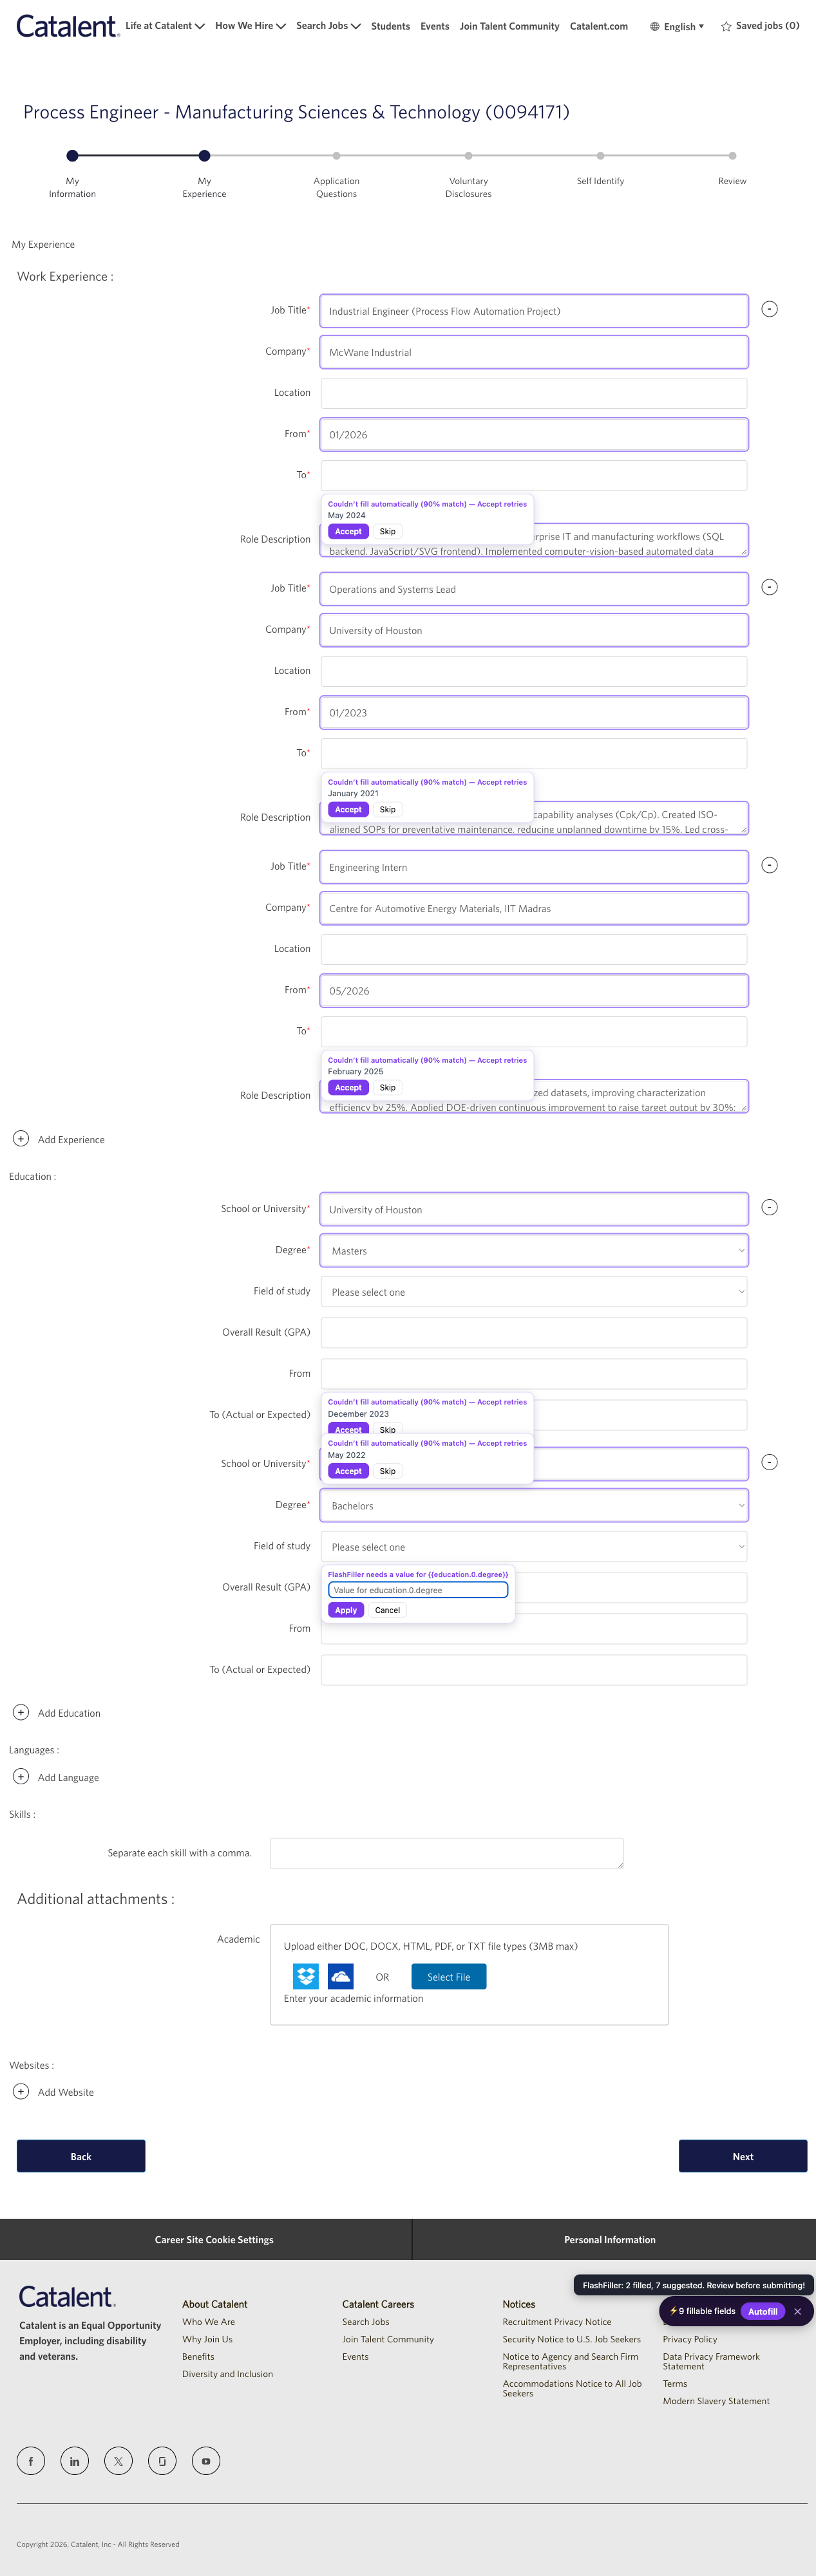 Catalent.
Life at Catalent
How We Hire
Search Jobs
Students
Events
Join Talent Community
Catalent.com
English
Saved jobs (0)
Process Engineer - Manufacturing Sciences & Technology (0094171)
My
Information
My
Experience
Application
Questions
Voluntary
Disclosures
Self Identify
Review
My Experience
Work Experience :
Job Title*
Industrial Engineer (Process Flow Automation Project)
-
Company*
McWane Industrial
Location
From*
01/2026
To*
Couldn't fill automatically (90% match) — Accept retries
May 2024
Accept
Skip
Role Description
rprise IT and manufacturing workflows (SQL
backend, JavaScript/SVG frontend). Implemented computer-vision-based automated data
Job Title*
Operations and Systems Lead
-
Company*
University of Houston
Location
From*
01/2023
To*
Couldn't fill automatically (90% match) — Accept retries
January 2021
Accept
Skip
Role Description
capability analyses (Cpk/Cp). Created ISO-
aligned SOPs for preventative maintenance, reducing unplanned downtime by 15%. Led cross-
Job Title*
Engineering Intern
-
Company*
Centre for Automotive Energy Materials, IIT Madras
Location
From*
05/2026
To*
Couldn't fill automatically (90% match) — Accept retries
February 2025
Accept
Skip
Role Description
zed datasets, improving characterization
efficiency by 25%. Applied DOE-driven continuous improvement to raise target output by 30%;
+ Add Experience
Education :
School or University*
University of Houston
-
Degree*
Masters
Field of study
Please select one
Overall Result (GPA)
From
To (Actual or Expected)
Couldn't fill automatically (90% match) — Accept retries
December 2023
Accept
Skip
Couldn't fill automatically (90% match) — Accept retries
May 2022
Accept
Skip
School or University*
-
Degree*
Bachelors
Field of study
Please select one
FlashFiller needs a value for {{education.0.degree}}
Value for education.0.degree
Apply
Cancel
Overall Result (GPA)
From
To (Actual or Expected)
+ Add Education
Languages :
+ Add Language
Skills :
Separate each skill with a comma.
Additional attachments :
Academic
Upload either DOC, DOCX, HTML, PDF, or TXT file types (3MB max)
OR
Select File
Enter your academic information
Websites :
+ Add Website
Back
Next
Career Site Cookie Settings
Personal Information
FlashFiller: 2 filled, 7 suggested. Review before submitting!
9 fillable fields
Autofill
Catalent.
Catalent is an Equal Opportunity
Employer, including disability
and veterans.
About Catalent
Who We Are
Why Join Us
Benefits
Diversity and Inclusion
Catalent Careers
Search Jobs
Join Talent Community
Events
Notices
Recruitment Privacy Notice
Security Notice to U.S. Job Seekers
Notice to Agency and Search Firm
Representatives
Accommodations Notice to All Job
Seekers
Privacy Policy
Data Privacy Framework
Statement
Terms
Modern Slavery Statement
Copyright 2026, Catalent, Inc - All Rights Reserved